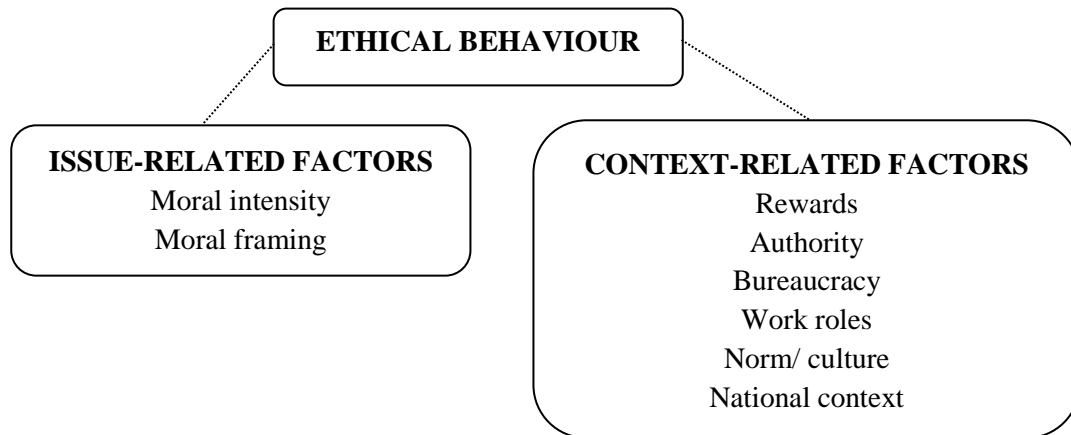 ETHICAL BEHAVIOUR
ISSUE-RELATED FACTORS
Moral intensity
Moral framing
CONTEXT-RELATED FACTORS
Rewards
Authority
Bureaucracy
Work roles
Norm/ culture
National context